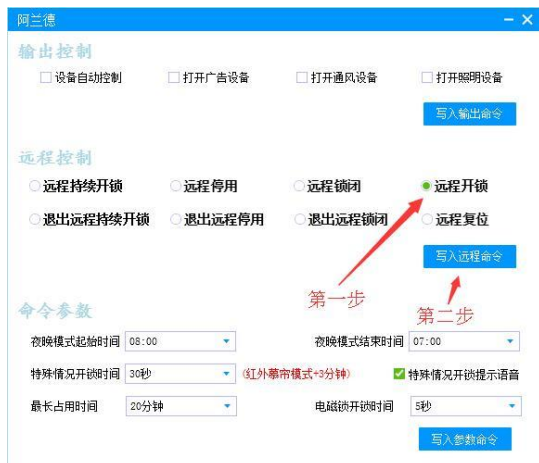 阿兰德
输出控制
设备自动控制 打开广告设备 打开通风设备 打开照明设备
写入输出命令
远程控制
远程持续开锁 远程停用 远程锁闭 远程开锁
退出远程持续开锁 退出远程停用 退出远程锁闭 远程复位
写入远程命令
第一步
第二步
命令参数
夜晚模式起始时间 08:00 夜晚模式结束时间 07:00
特殊情况开锁时间 30秒 (红外幕帘模式+3分钟) 特殊情况开锁提示语音
最长占用时间 20分钟 电磁锁开锁时间 5秒
写入参数命令